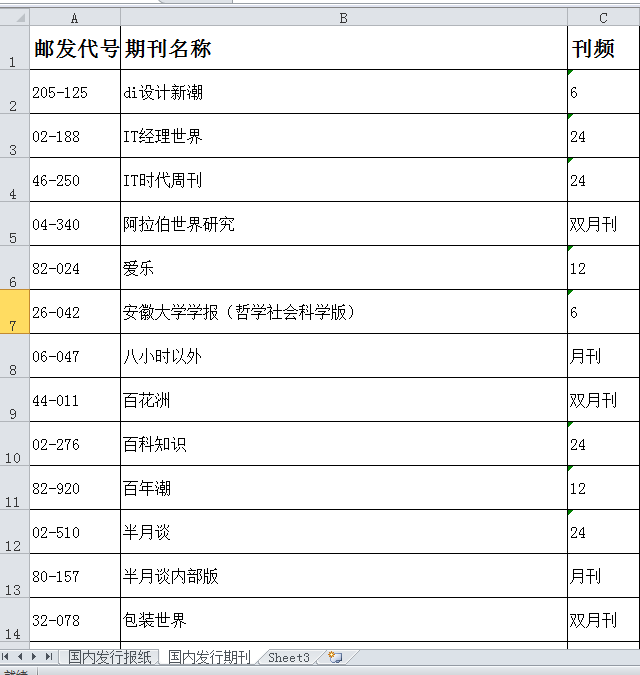 A B C
1 邮发代号 期刊名称 刊频
2 205-125 di设计新潮 6
3 02-188 IT经理世界 24
4 46-250 IT时代周刊 24
5 04-340 阿拉伯世界研究 双月刊
6 82-024 爱乐 12
7 26-042 安徽大学学报（哲学社会科学版） 6
8 06-047 八小时以外 月刊
9 44-011 百花洲 双月刊
10 02-276 百科知识 24
11 82-920 百年潮 12
12 02-510 半月谈 24
13 80-157 半月谈内部版 月刊
14 32-078 包装世界 双月刊
国内发行报纸 国内发行期刊 Sheet3
就绪